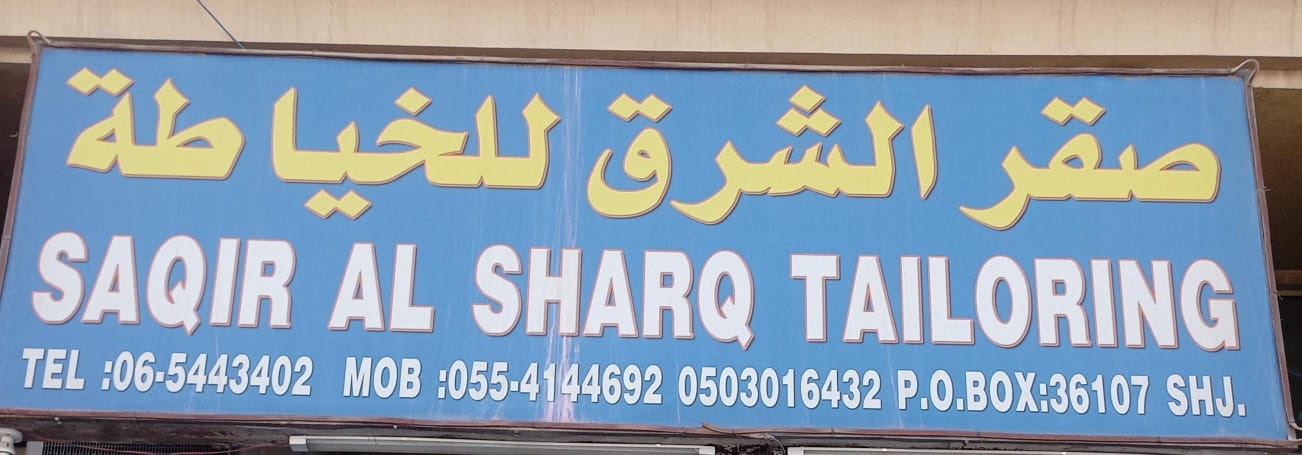 صقر الشرق للخياطة
SAQIR AL SHARQ TAILORING
TEL :06-5443402 MOB :055-4144692 0503016432 P.O.BOX:36107 SHJ.